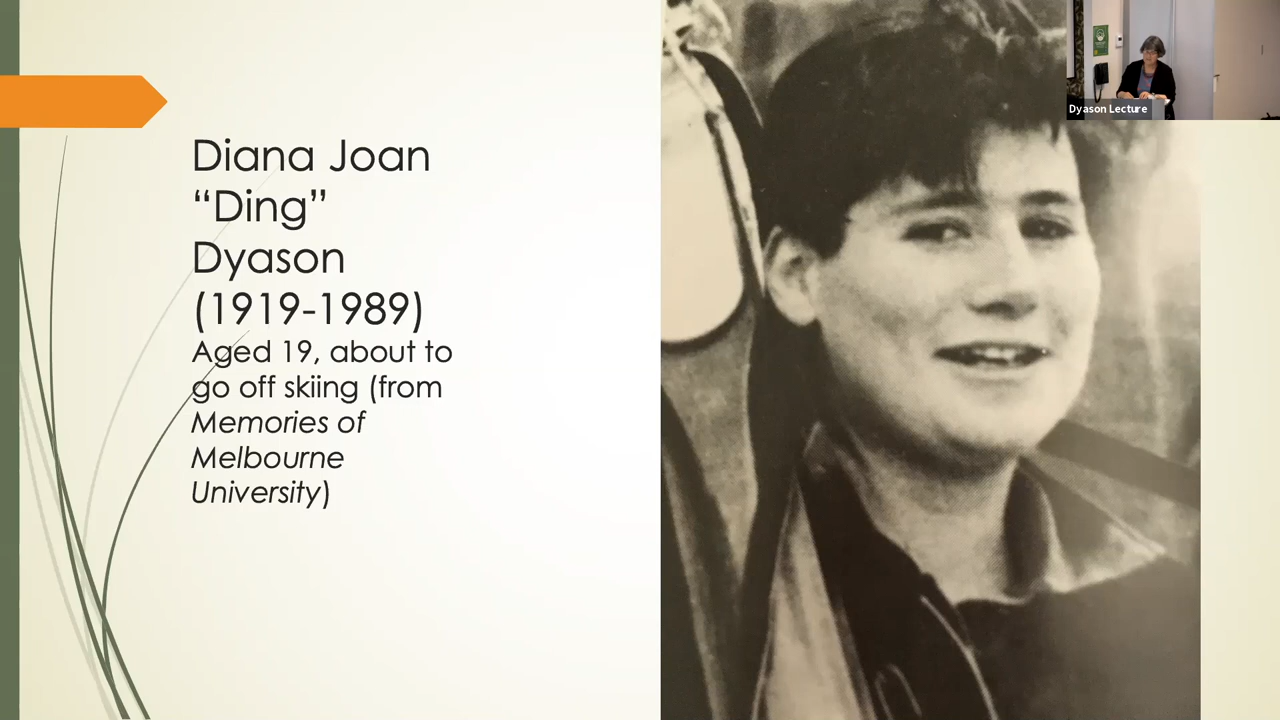 Diana Joan
“Ding”
Dyason
(1919-1989)
Aged 19, about to
go off skiing (from
Memories of
Melbourne
University)
Dyason Lecture